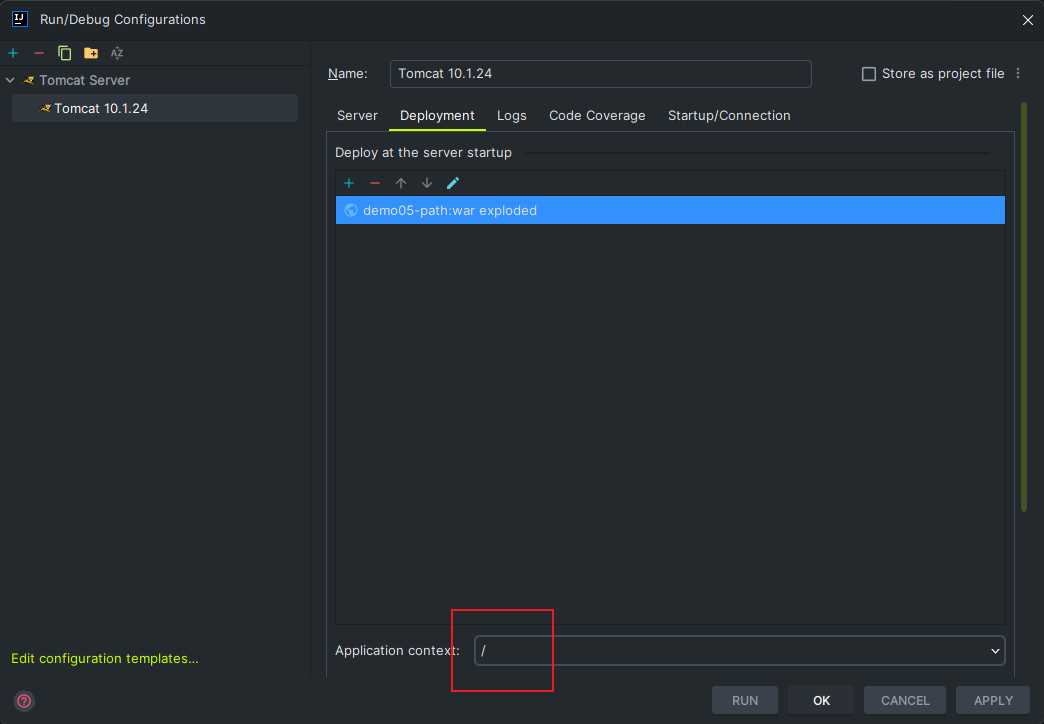 Run/Debug Configurations
Tomcat Server
Tomcat 10.1.24
Name: Tomcat 10.1.24 Store as project file
Server Deployment Logs Code Coverage Startup/Connection
Deploy at the server startup
demo05-path:war exploded
Application context: /
Edit configuration templates...
RUN OK CANCEL APPLY